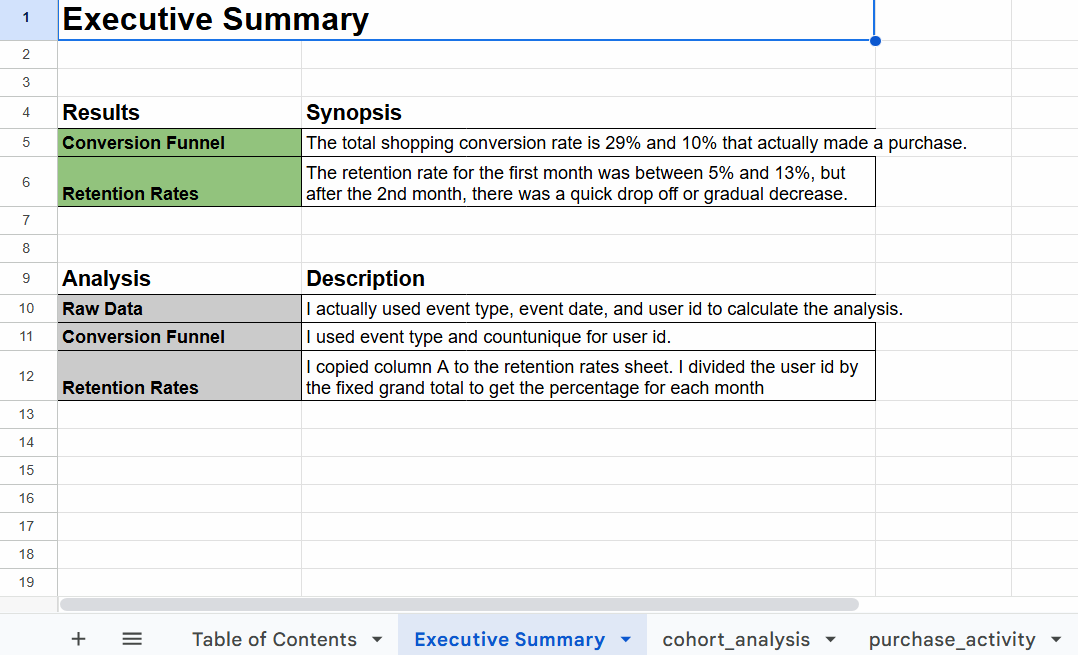 1 Executive Summary
2
3
4 Results Synopsis
5 Conversion Funnel The total shopping conversion rate is 29% and 10% that actually made a purchase.
The retention rate for the first month was between 5% and 13%, but
6 Retention Rates after the 2nd month, there was a quick drop off or gradual decrease.
7
8
9 Analysis Description
10 Raw Data I actually used event type, event date, and user id to calculate the analysis.
11 Conversion Funnel I used event type and countunique for user id.
I copied column A to the retention rates sheet. I divided the user id by
12 Retention Rates the fixed grand total to get the percentage for each month
13
14
15
16
17
18
19
Table of Contents Executive Summary cohort_analysis purchase_activity